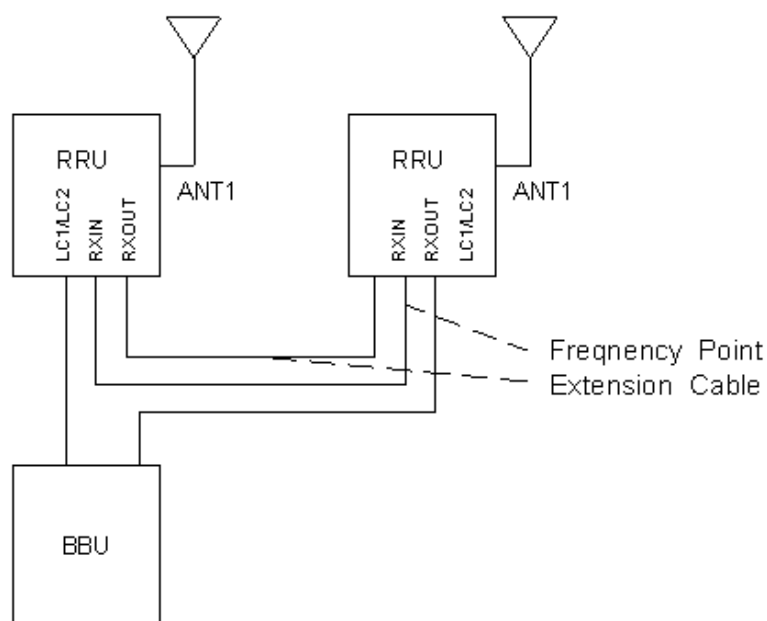 RRU
ANT1
LC1/LC2
RXIN
RXOUT
RRU
ANT1
RXIN
RXOUT
LC1/LC2
Freqnency Point
Extension Cable
BBU